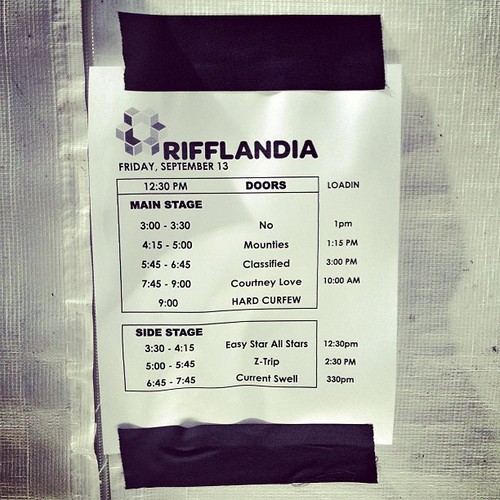 RIFFLANDIA
FRIDAY, SEPTEMBER 13
12:30 PM DOORS LOADIN
MAIN STAGE
3:00 - 3:30 No 1pm
4:15 - 5:00 Mounties 1:15 PM
5:45 - 6:45 Classified 3:00 PM
7:45 - 9:00 Courtney Love 10:00 AM
9:00 HARD CURFEW
SIDE STAGE
3:30 - 4:15 Easy Star All Stars 12:30pm
5:00 - 5:45 Z-Trip 2:30 PM
6:45 - 7:45 Current Swell 330pm